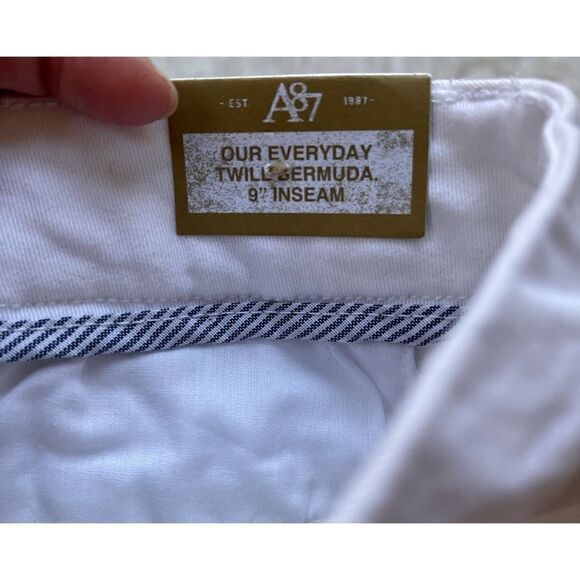 - EST. A87 1987 -
OUR EVERYDAY
TWILL BERMUDA.
9" INSEAM